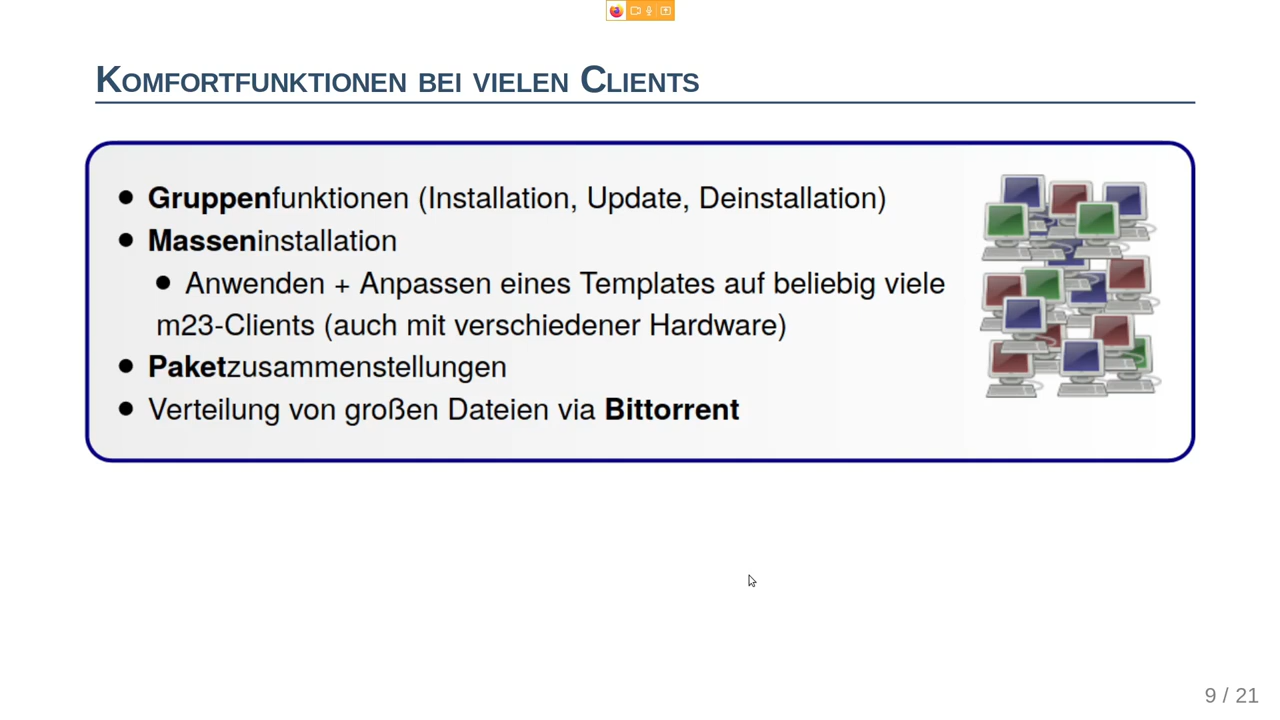 Komfortfunktionen bei vielen Clients
● Gruppenfunktionen (Installation, Update, Deinstallation)
● Masseninstallation
● Anwenden + Anpassen eines Templates auf beliebig viele
m23-Clients (auch mit verschiedener Hardware)
● Paketzusammenstellungen
● Verteilung von großen Dateien via Bittorrent
9 / 21